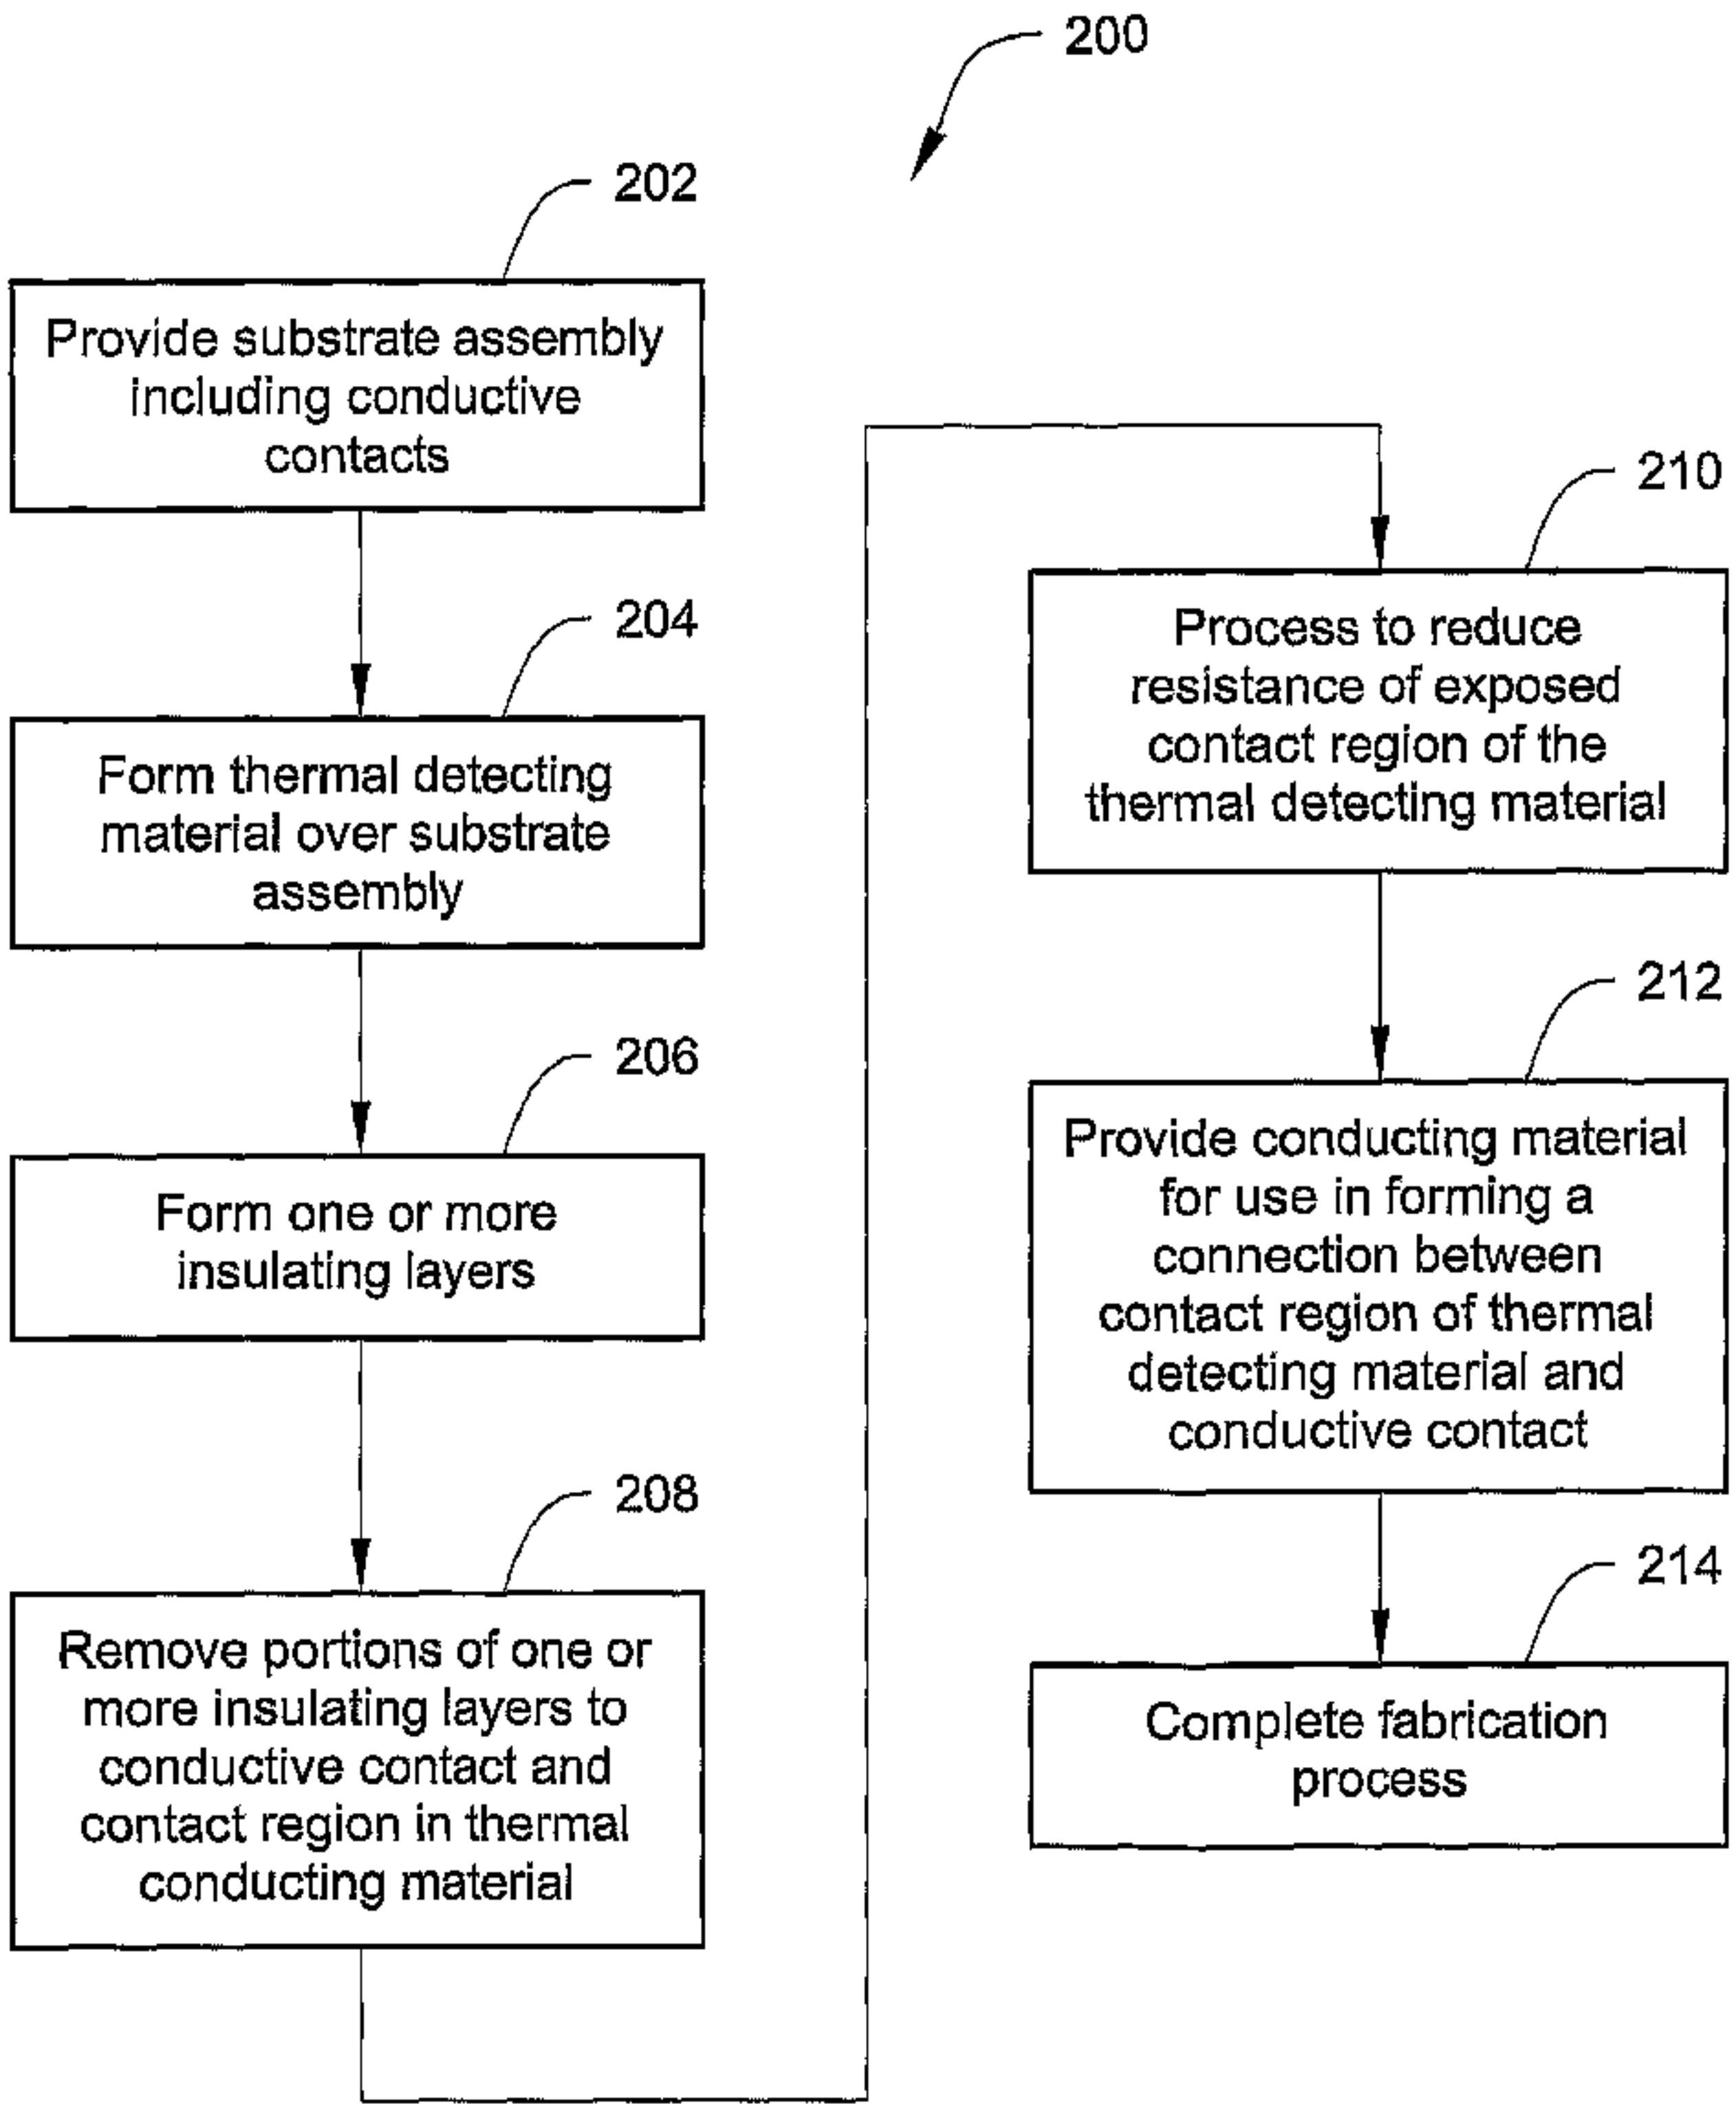 200
202
Provide substrate assembly
including conductive
contacts
204
Form thermal detecting
material over substrate
assembly
206
Form one or more
insulating layers
208
Remove portions of one or
more insulating layers to
conductive contact and
contact region in thermal
conducting material
210
Process to reduce
resistance of exposed
contact region of the
thermal detecting material
212
Provide conducting material
for use in forming a
connection between
contact region of thermal
detecting material and
conductive contact
214
Complete fabrication
process